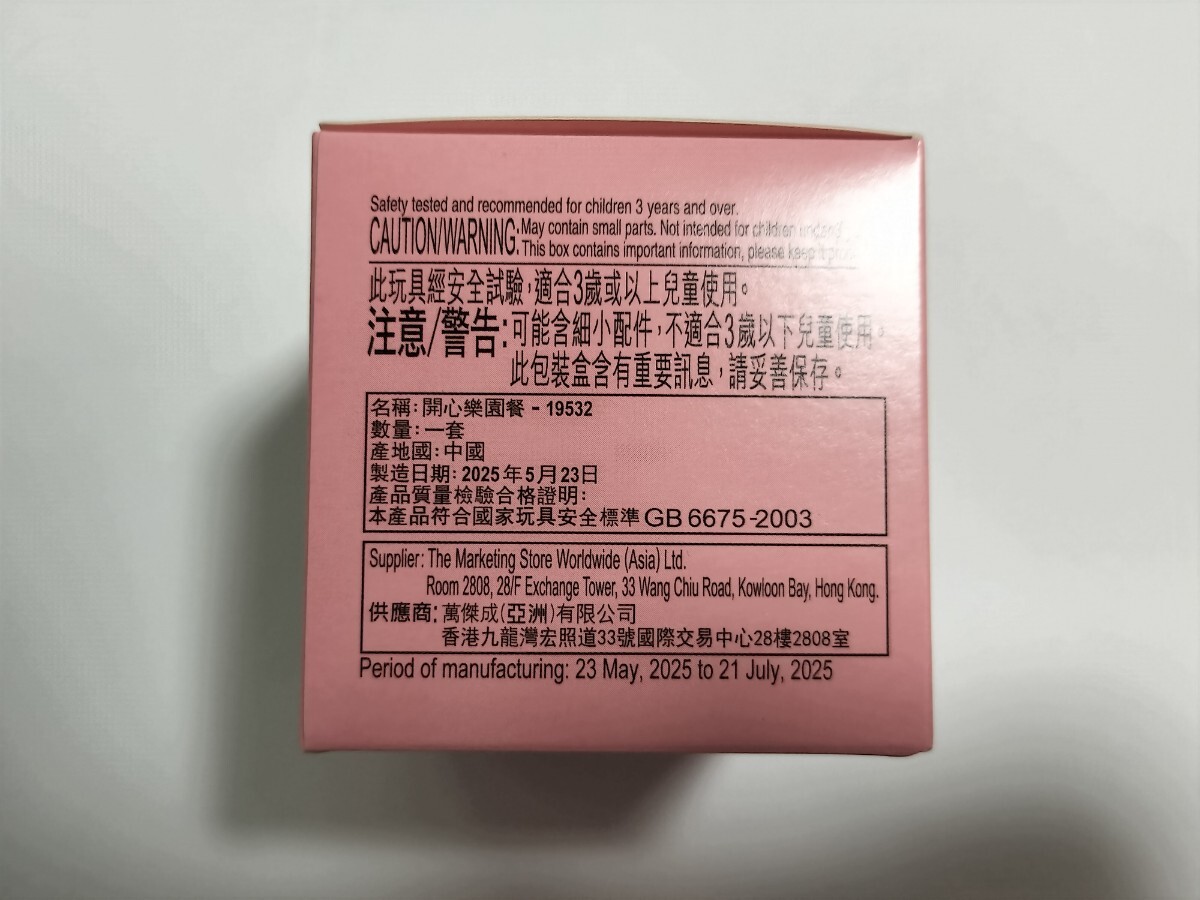 Safety tested and recommended for children 3 years and over.
CAUTION/WARNING: May contain small parts. Not intended for children under
This box contains important information, please keep it
此玩具經安全試驗，適合3歲或以上兒童使用。
注意/警告：可能含細小配件，不適合3歲以下兒童使用。
此包裝盒含有重要訊息，請妥善保存。
名稱：開心樂園餐 - 19532
數量：一套
產地國：中國
製造日期：2025年5月23日
產品質量檢驗合格證明：
本產品符合國家玩具安全標準 GB 6675-2003
Supplier: The Marketing Store Worldwide (Asia) Ltd.
Room 2808, 28/F Exchange Tower, 33 Wang Chiu Road, Kowloon Bay, Hong Kong.
供應商：萬傑成(亞洲)有限公司
香港九龍灣宏照道33號國際交易中心28樓2808室
Period of manufacturing: 23 May, 2025 to 21 July, 2025